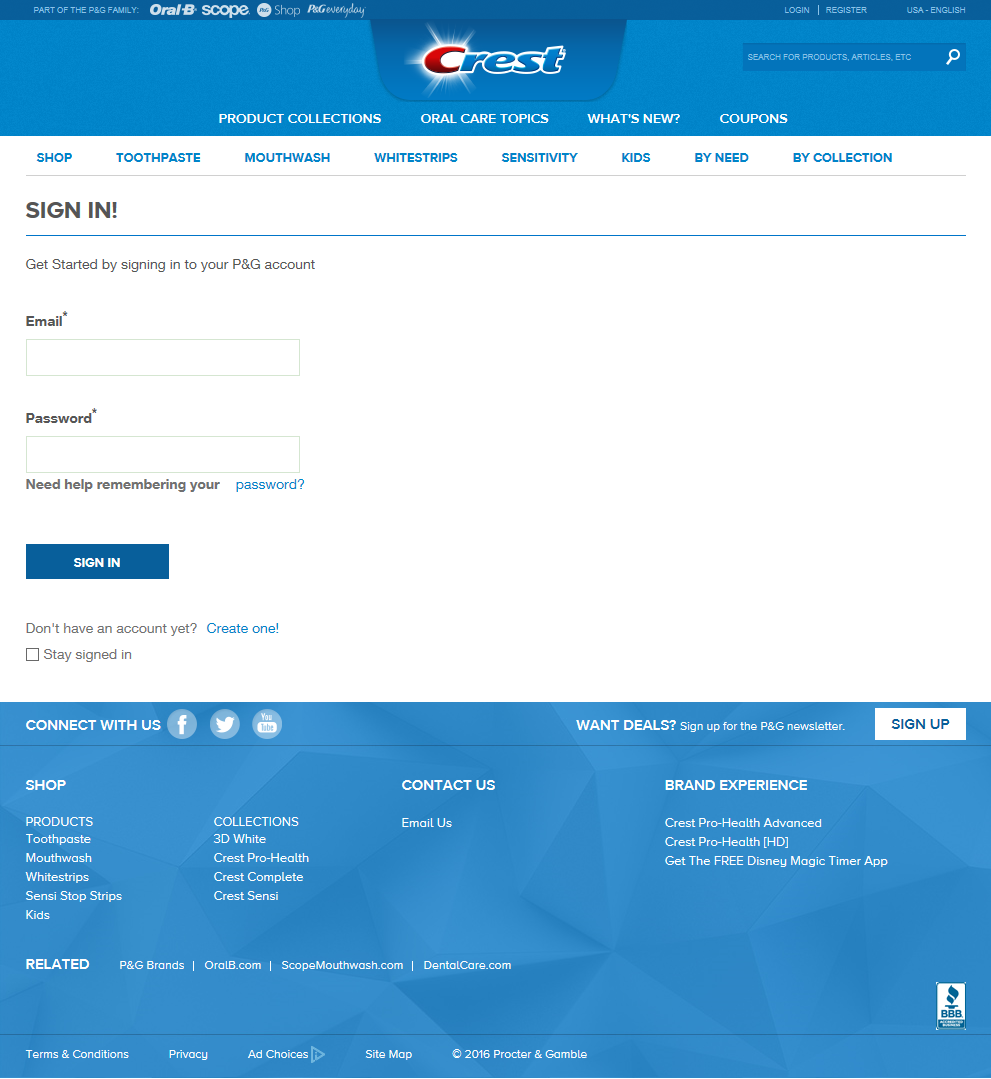 PART OF THE P&G FAMILY: Oral-B scope. P&G Shop P&G everyday LOGIN | REGISTER USA - ENGLISH
Crest
SEARCH FOR PRODUCTS, ARTICLES, ETC
PRODUCT COLLECTIONS ORAL CARE TOPICS WHAT'S NEW? COUPONS
SHOP TOOTHPASTE MOUTHWASH WHITESTRIPS SENSITIVITY KIDS BY NEED BY COLLECTION
SIGN IN!
Get Started by signing in to your P&G account
Email*
Password*
Need help remembering your password?
SIGN IN
Don't have an account yet? Create one!
Stay signed in
CONNECT WITH US f You Tube WANT DEALS? Sign up for the P&G newsletter. SIGN UP
SHOP CONTACT US BRAND EXPERIENCE
PRODUCTS COLLECTIONS Email Us Crest Pro-Health Advanced
Toothpaste 3D White Crest Pro-Health [HD]
Mouthwash Crest Pro-Health Get The FREE Disney Magic Timer App
Whitestrips Crest Complete
Sensi Stop Strips Crest Sensi
Kids
RELATED P&G Brands | OralB.com | ScopeMouthwash.com | DentalCare.com
BBB
ACCREDITED BUSINESS
Terms & Conditions Privacy Ad Choices Site Map © 2016 Procter & Gamble